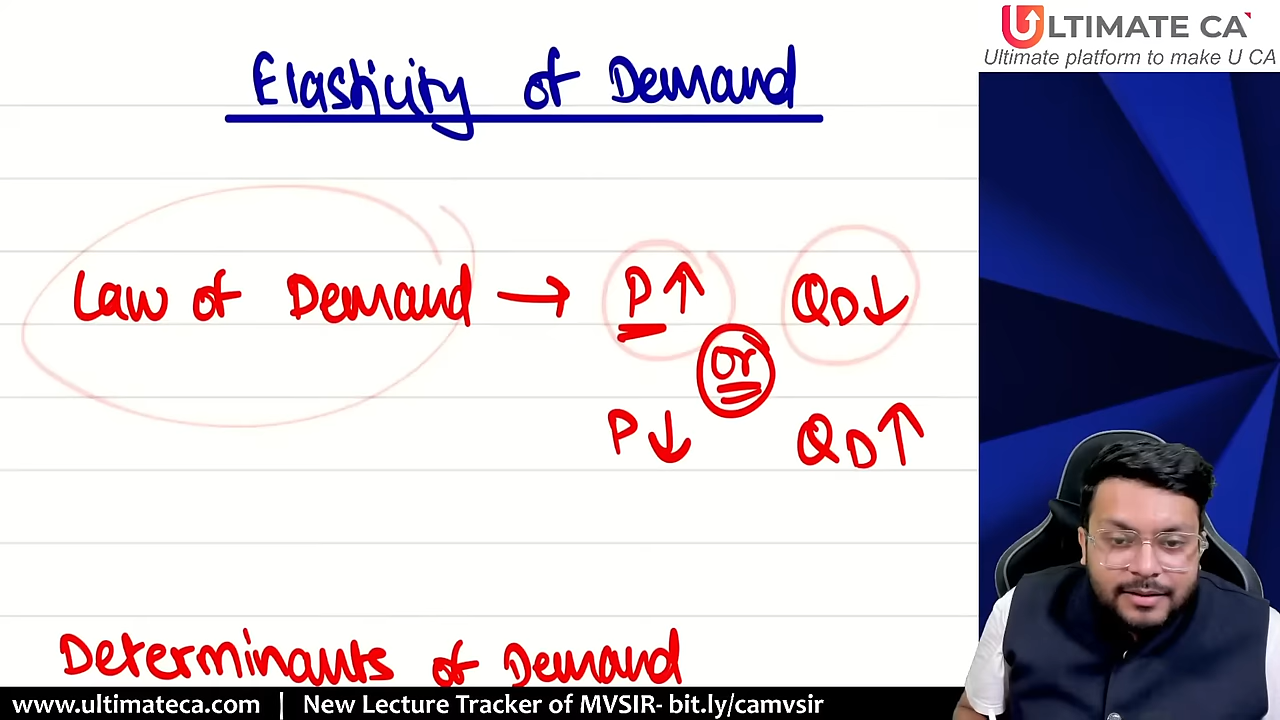 ULTIMATE CA
Ultimate platform to make U CA
Elasticity of Demand
Law of Demand → P↑ QD↓
or
P↓ QD↑
Determinants of Demand
www.ultimateca.com | New Lecture Tracker of MVSIR- bit.ly/camvsir